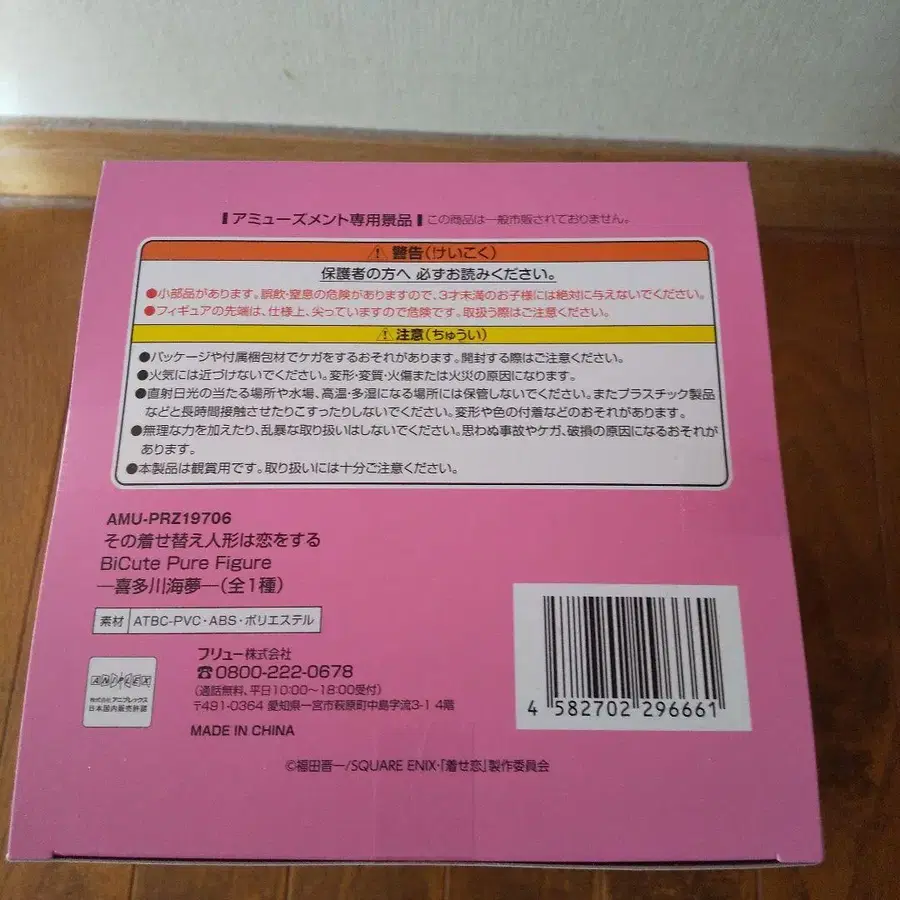 アミューズメント専用景品 この商品は一般市販されておりません。
⚠警告(けいこく)
保護者の方へ 必ずお読みください。
●小部品があります。誤飲・窒息の危険がありますので、3才未満のお子様には絶対に与えないでください。
●フィギュアの先端は、仕様上、尖っていますので危険です。取扱う際はご注意ください。
⚠注意(ちゅうい)
●パッケージや付属梱包材でケガをするおそれがあります。開封する際はご注意ください。
●火気には近づけないでください。変形・変質・火傷または火災の原因になります。
●直射日光の当たる場所や水場、高温・多湿になる場所には保管しないでください。またプラスチック製品
などと長時間接触させたりこすったりしないでください。変形や色の付着などのおそれがあります。
●無理な力を加えたり、乱暴な取り扱いはしないでください。思わぬ事故やケガ、破損の原因になるおそれが
あります。
●本製品は観賞用です。取り扱いには十分ご注意ください。
AMU-PRZ19706
その着せ替え人形は恋をする
BiCute Pure Figure
―喜多川海夢―(全1種)
素材 ATBC-PVC・ABS・ポリエステル
フリュー株式会社
☎0800-222-0678
(通話無料、平日10:00〜18:00受付)
〒491-0364 愛知県一宮市萩原町中島字流3-1 4階
MADE IN CHINA
ANIPLEX
株式会社アニプレックス
日本国内販売許諾
4 582702 296661
©福田晋一/SQUARE ENIX・「着せ恋」製作委員会